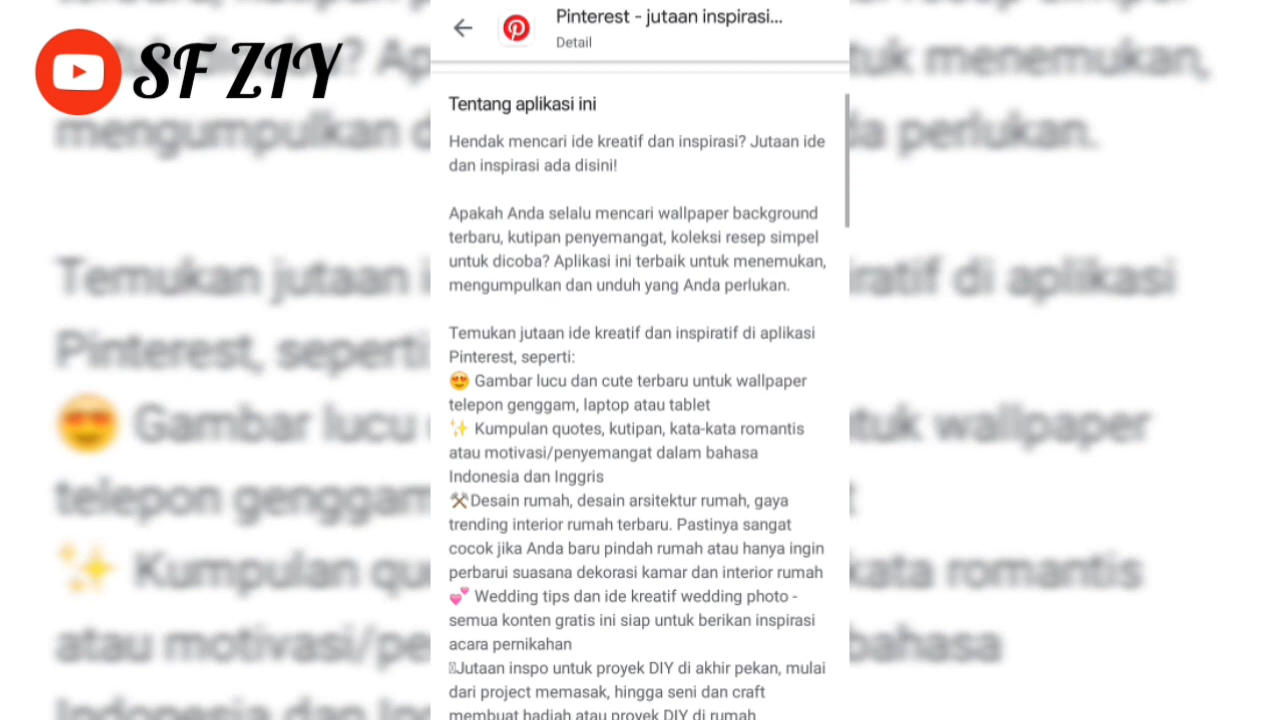 SF ZIY
Pinterest - jutaan inspirasi...
Detail
Tentang aplikasi ini
Hendak mencari ide kreatif dan inspirasi? Jutaan ide
dan inspirasi ada disini!
Apakah Anda selalu mencari wallpaper background
terbaru, kutipan penyemangat, koleksi resep simpel
untuk dicoba? Aplikasi ini terbaik untuk menemukan,
mengumpulkan dan unduh yang Anda perlukan.
Temukan jutaan ide kreatif dan inspiratif di aplikasi
Pinterest, seperti:
😍 Gambar lucu dan cute terbaru untuk wallpaper
telepon genggam, laptop atau tablet
✨ Kumpulan quotes, kutipan, kata-kata romantis
atau motivasi/penyemangat dalam bahasa
Indonesia dan Inggris
⚒Desain rumah, desain arsitektur rumah, gaya
trending interior rumah terbaru. Pastinya sangat
cocok jika Anda baru pindah rumah atau hanya ingin
perbarui suasana dekorasi kamar dan interior rumah
💕 Wedding tips dan ide kreatif wedding photo -
semua konten gratis ini siap untuk berikan inspirasi
acara pernikahan
Jutaan inspo untuk proyek DIY di akhir pekan, mulai
dari project memasak, hingga seni dan craft
membuat hadiah atau proyek DIY di rumah